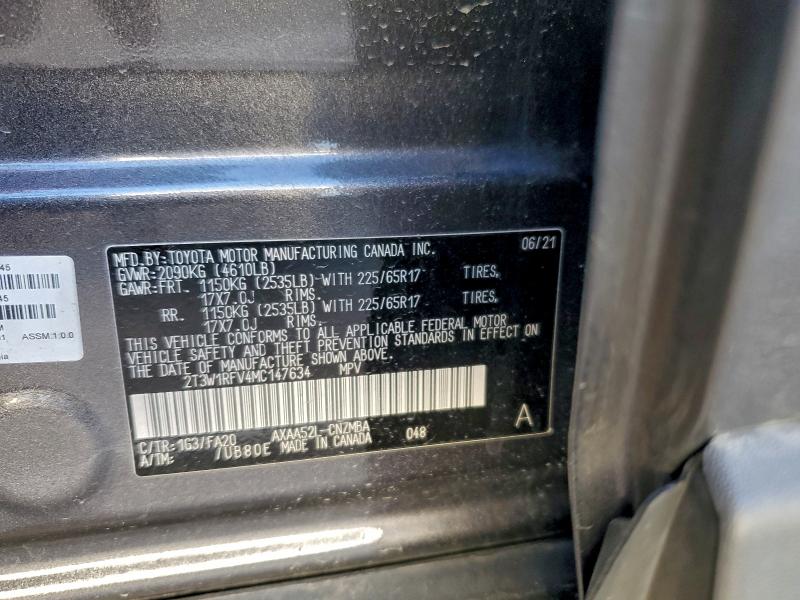 MFD.BY:TOYOTA MOTOR MANUFACTURING CANADA INC. 06/21
GVWR:2090KG (4610LB)
GAWR:FRT. 1150KG (2535LB)-WITH 225/65R17 TIRES,
17X7.0J RIMS.
RR. 1150KG (2535LB)-WITH 225/65R17 TIRES,
17X7.0J RIMS.
THIS VEHICLE CONFORMS TO ALL APPLICABLE FEDERAL MOTOR
VEHICLE SAFETY AND THEFT PREVENTION STANDARDS IN EFFECT ON
THE DATE OF MANUFACTURE SHOWN ABOVE.
2T3W1RFV4MC147634 MPV
A
C/TR:1G3/FA20 AXAA52L-CNZMBA 048
A/TM: /UB80E MADE IN CANADA
45
45
ASSM:1.0.0